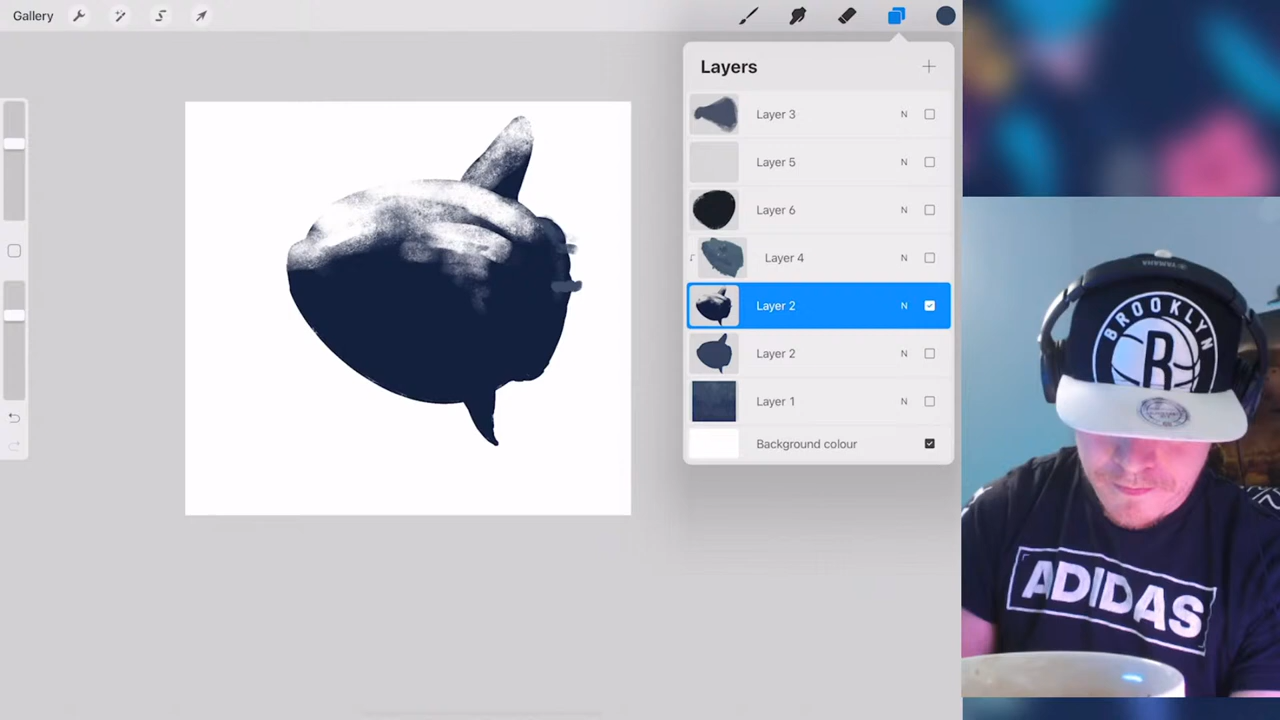 Gallery
Layers
Layer 3 N
Layer 5 N
Layer 6 N
Layer 4 N
Layer 2 N
Layer 2 N
Layer 1 N
Background colour
YAMAHA
BROOKLYN
B
ADIDAS